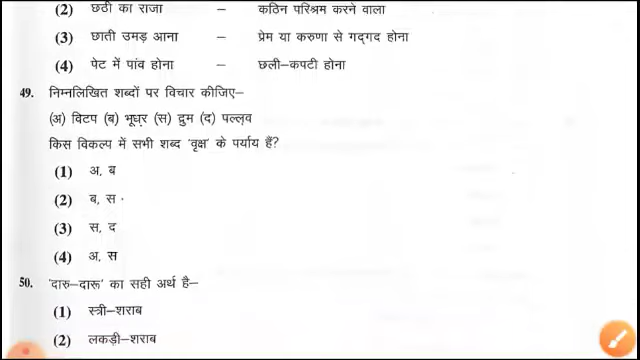 (2) छठी का राजा – कठिन परिश्रम करने वाला
(3) छाती उमड़ आना – प्रेम या करुणा से गद्गद होना
(4) पेट में पांव होना – छली–कपटी होना
49. निम्नलिखित शब्दों पर विचार कीजिए–
(अ) विटप (ब) भूध्र (स) द्रुम (द) पल्लव
किस विकल्प में सभी शब्द 'वृक्ष' के पर्याय हैं?
(1) अ, ब
(2) ब, स
(3) स, द
(4) अ, स
50. 'दारु–दारू' का सही अर्थ है–
(1) स्त्री–शराब
(2) लकड़ी–शराब